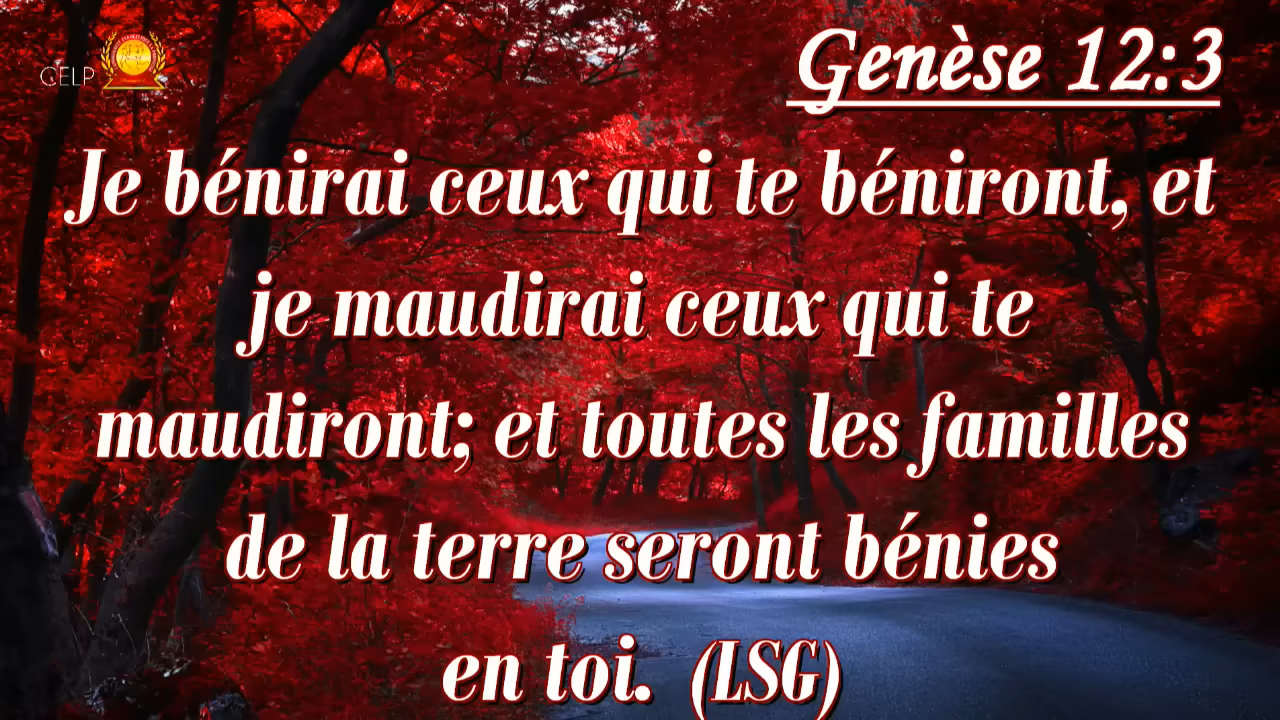 CELP
Genèse 12:3
Je bénirai ceux qui te béniront, et
je maudirai ceux qui te
maudiront; et toutes les familles
de la terre seront bénies
en toi. (LSG)